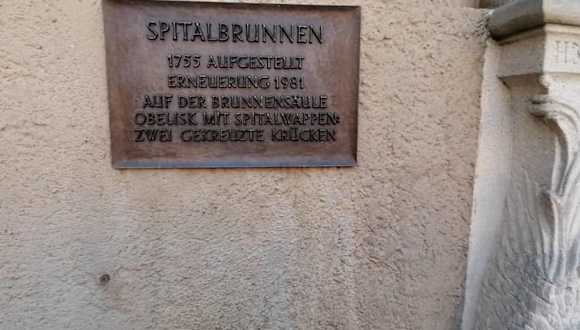 SPITALBRUNNEN
1755 AUFGESTELLT
ERNEUERUNG 1981
AUF DER BRUNNENSÄULE
OBELISK MIT SPITALWAPPEN:
ZWEI GEKREUZTE KRÜCKEN